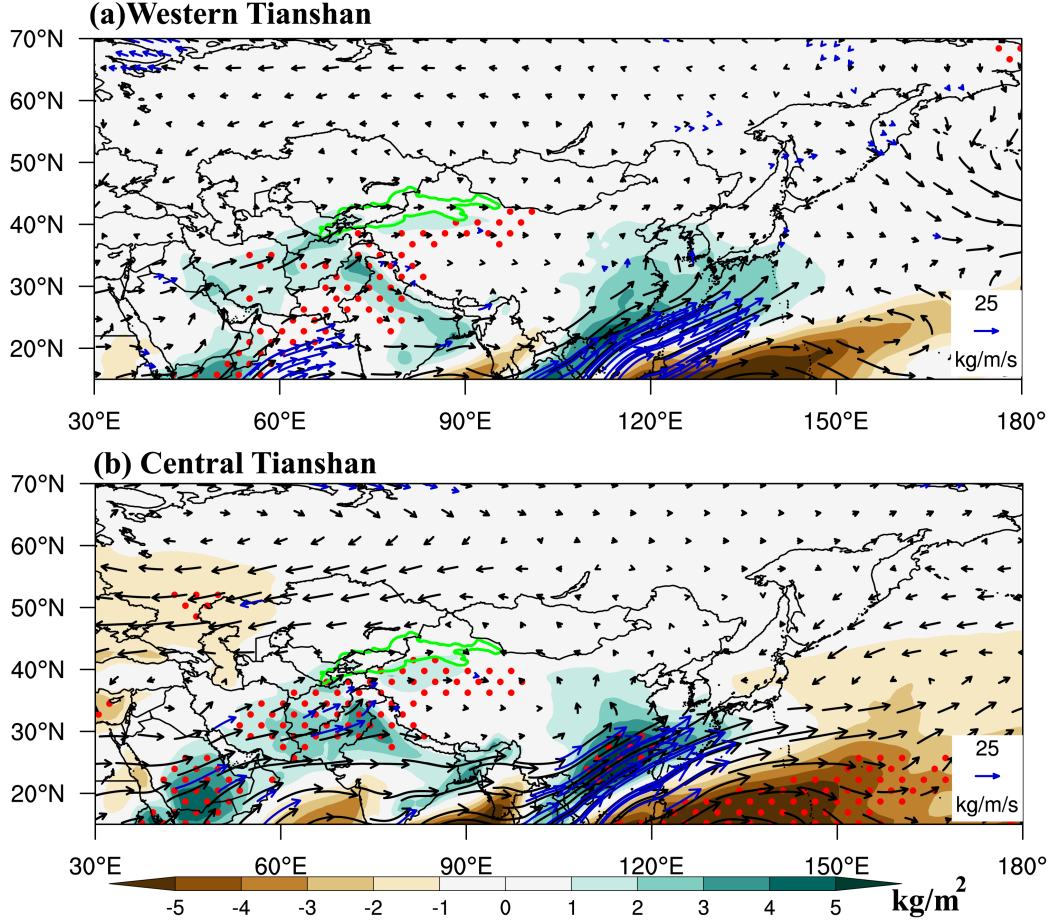 (a)Western Tianshan
70°N
60°N
50°N
40°N
30°N
20°N
25
kg/m/s
30°E 60°E 90°E 120°E 150°E 180°
(b) Central Tianshan
70°N
60°N
50°N
40°N
30°N
20°N
25
kg/m/s
30°E 60°E 90°E 120°E 150°E 180°
-5 -4 -3 -2 -1 0 1 2 3 4 5 kg/m²